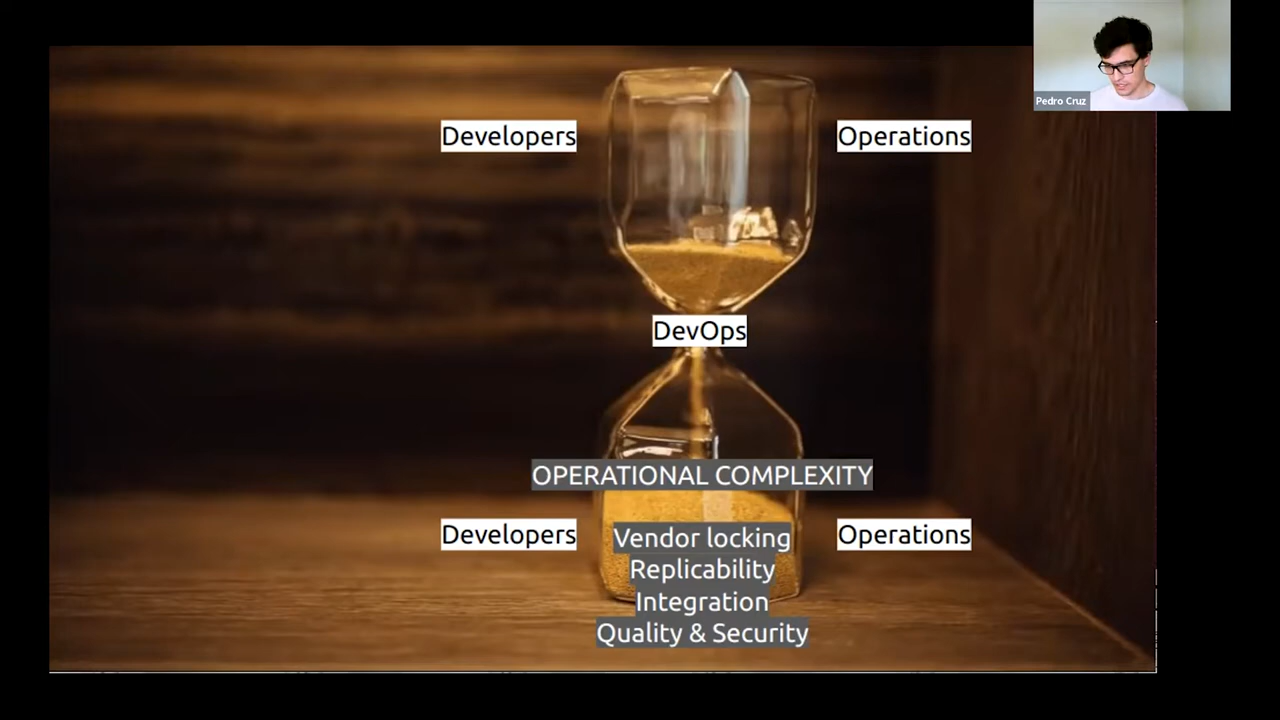 Pedro Cruz
Developers
Operations
DevOps
OPERATIONAL COMPLEXITY
Developers
Operations
Vendor locking
Replicability
Integration
Quality & Security